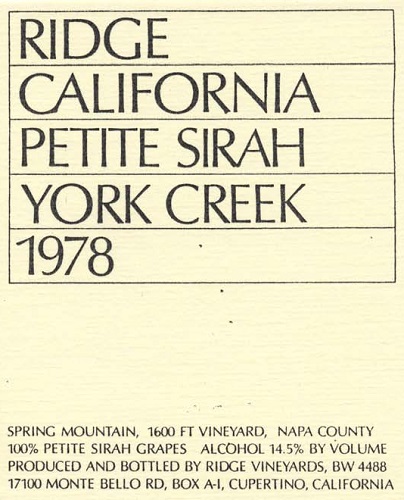 RIDGE
CALIFORNIA
PETITE SIRAH
YORK CREEK
1978
SPRING MOUNTAIN, 1600 FT VINEYARD, NAPA COUNTY
100% PETITE SIRAH GRAPES ALCOHOL 14.5% BY VOLUME
PRODUCED AND BOTTLED BY RIDGE VINEYARDS, BW 4488
17100 MONTE BELLO RD, BOX A-I, CUPERTINO, CALIFORNIA